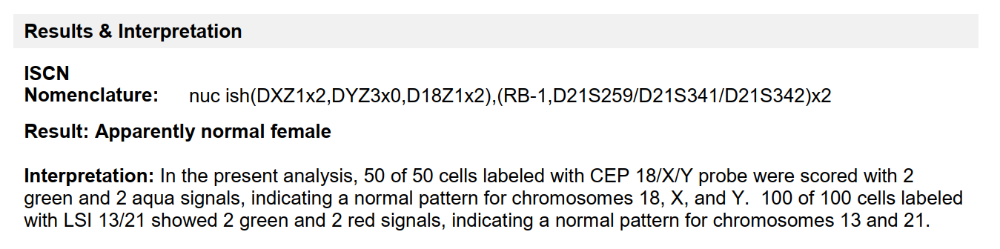 Results & Interpretation
ISCN
Nomenclature: nuc ish(DXZ1x2,DYZ3x0,D18Z1x2),(RB-1,D21S259/D21S341/D21S342)x2
Result: Apparently normal female
Interpretation: In the present analysis, 50 of 50 cells labeled with CEP 18/X/Y probe were scored with 2
green and 2 aqua signals, indicating a normal pattern for chromosomes 18, X, and Y.  100 of 100 cells labeled
with LSI 13/21 showed 2 green and 2 red signals, indicating a normal pattern for chromosomes 13 and 21.